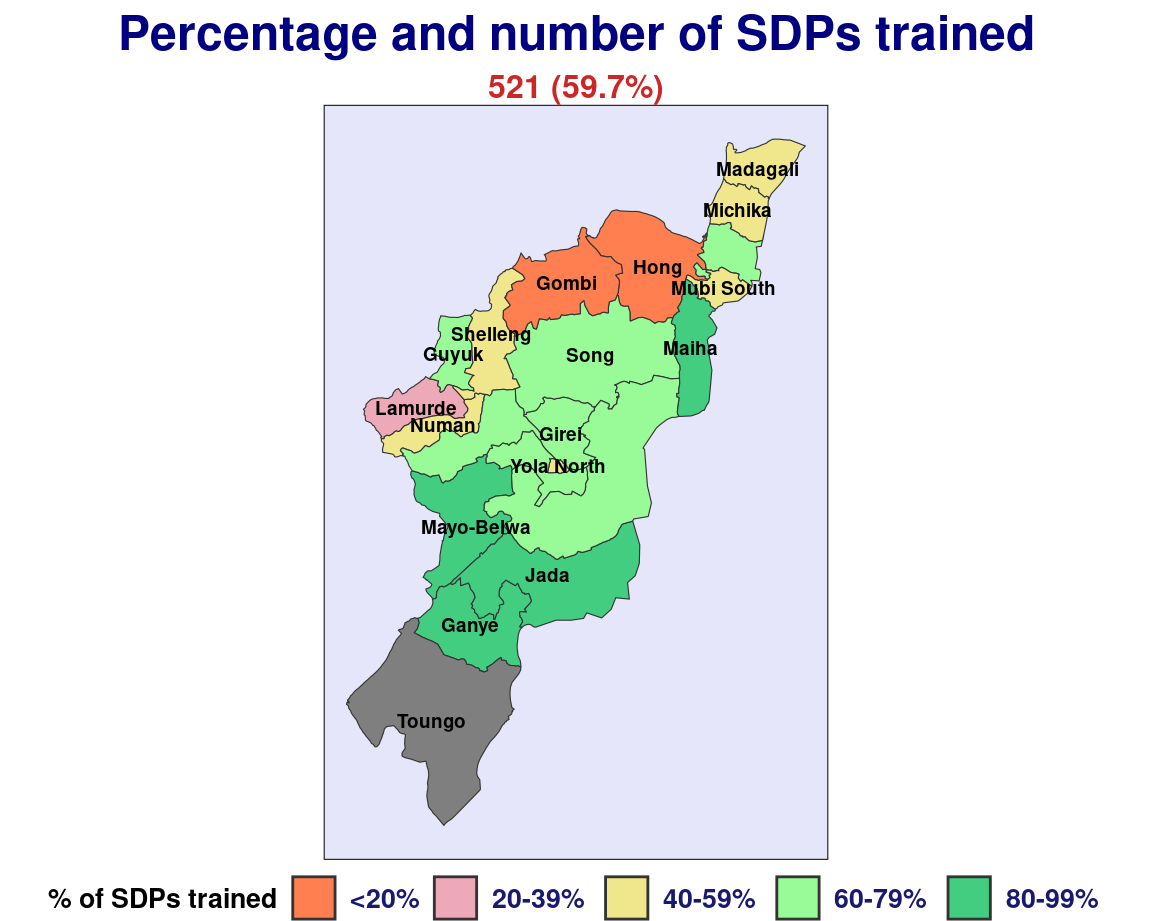 Percentage and number of SDPs trained
521 (59.7%)
Madagali
Michika
Hong
Gombi
Mubi South
Shelleng
Guyuk
Song
Maiha
Lamurde
Numan
Girei
Yola North
Mayo-Belwa
Jada
Ganye
Toungo
% of SDPs trained <20% 20-39% 40-59% 60-79% 80-99%